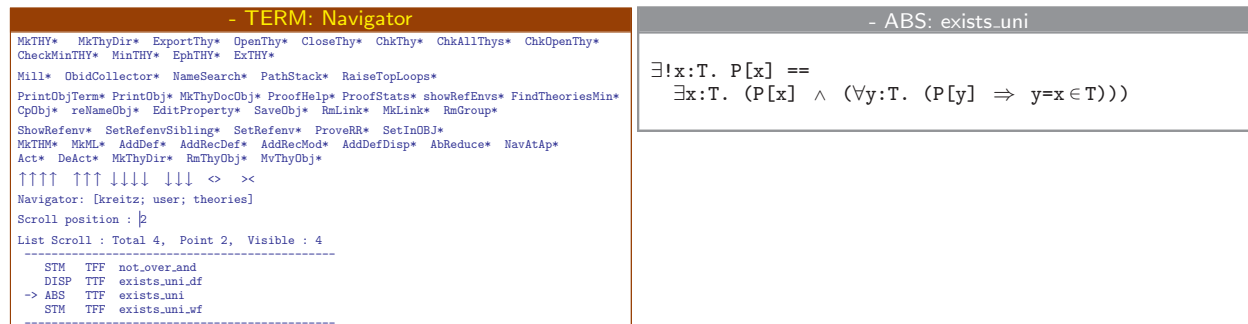 - TERM: Navigator
MkTHY* MkThyDir* ExportThy* OpenThy* CloseThy* ChkThy* ChkAllThys* ChkOpenThy*
CheckMinTHY* MinTHY* EphTHY* ExTHY*
Mill* ObidCollector* NameSearch* PathStack* RaiseTopLoops*
PrintObjTerm* PrintObj* MkThyDocObj* ProofHelp* ProofStats* showRefEnvs* FindTheoriesMin*
CpObj* reNameObj* EditProperty* SaveObj* RmLink* MkLink* RmGroup*
ShowRefenv* SetRefenvSibling* SetRefenv* ProveRR* SetInOBJ*
MkTHM* MkML* AddDef* AddRecDef* AddRecMod* AddDefDisp* AbReduce* NavAtAp*
Act* DeAct* MkThyDir* RmThyObj* MvThyObj*
↑↑↑↑ ↑↑↑ ↓↓↓↓ ↓↓↓ <> ><
Navigator: [kreitz; user; theories]
Scroll position : 2
List Scroll : Total 4, Point 2, Visible : 4
----------------------------------------------
STM TFF not_over_and
DISP TTF exists_uni_df
-> ABS TTF exists_uni
STM TFF exists_uni_wf
----------------------------------------------
- ABS: exists_uni
∃!x:T. P[x] ==
∃x:T. (P[x] ∧ (∀y:T. (P[y] ⇒ y=x∈T)))